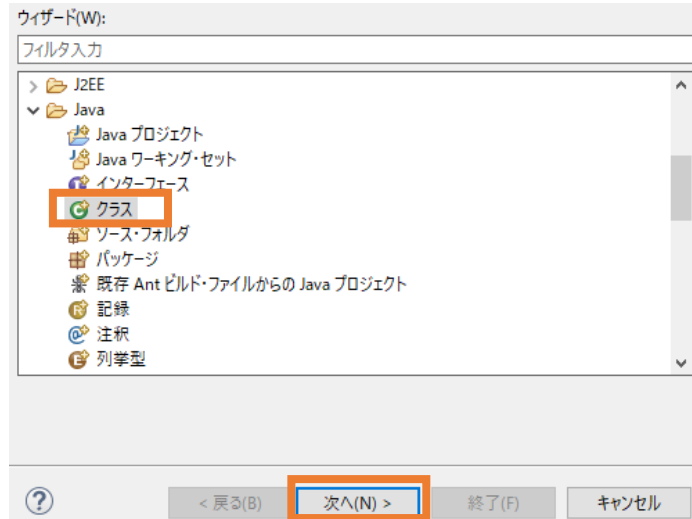 ウィザード(W):
フィルタ入力
J2EE
Java
Java プロジェクト
Java ワーキング・セット
インターフェース
クラス
ソース・フォルダ
パッケージ
既存 Ant ビルド・ファイルからの Java プロジェクト
記録
注釈
列挙型
< 戻る(B) 次へ(N) > 終了(F) キャンセル